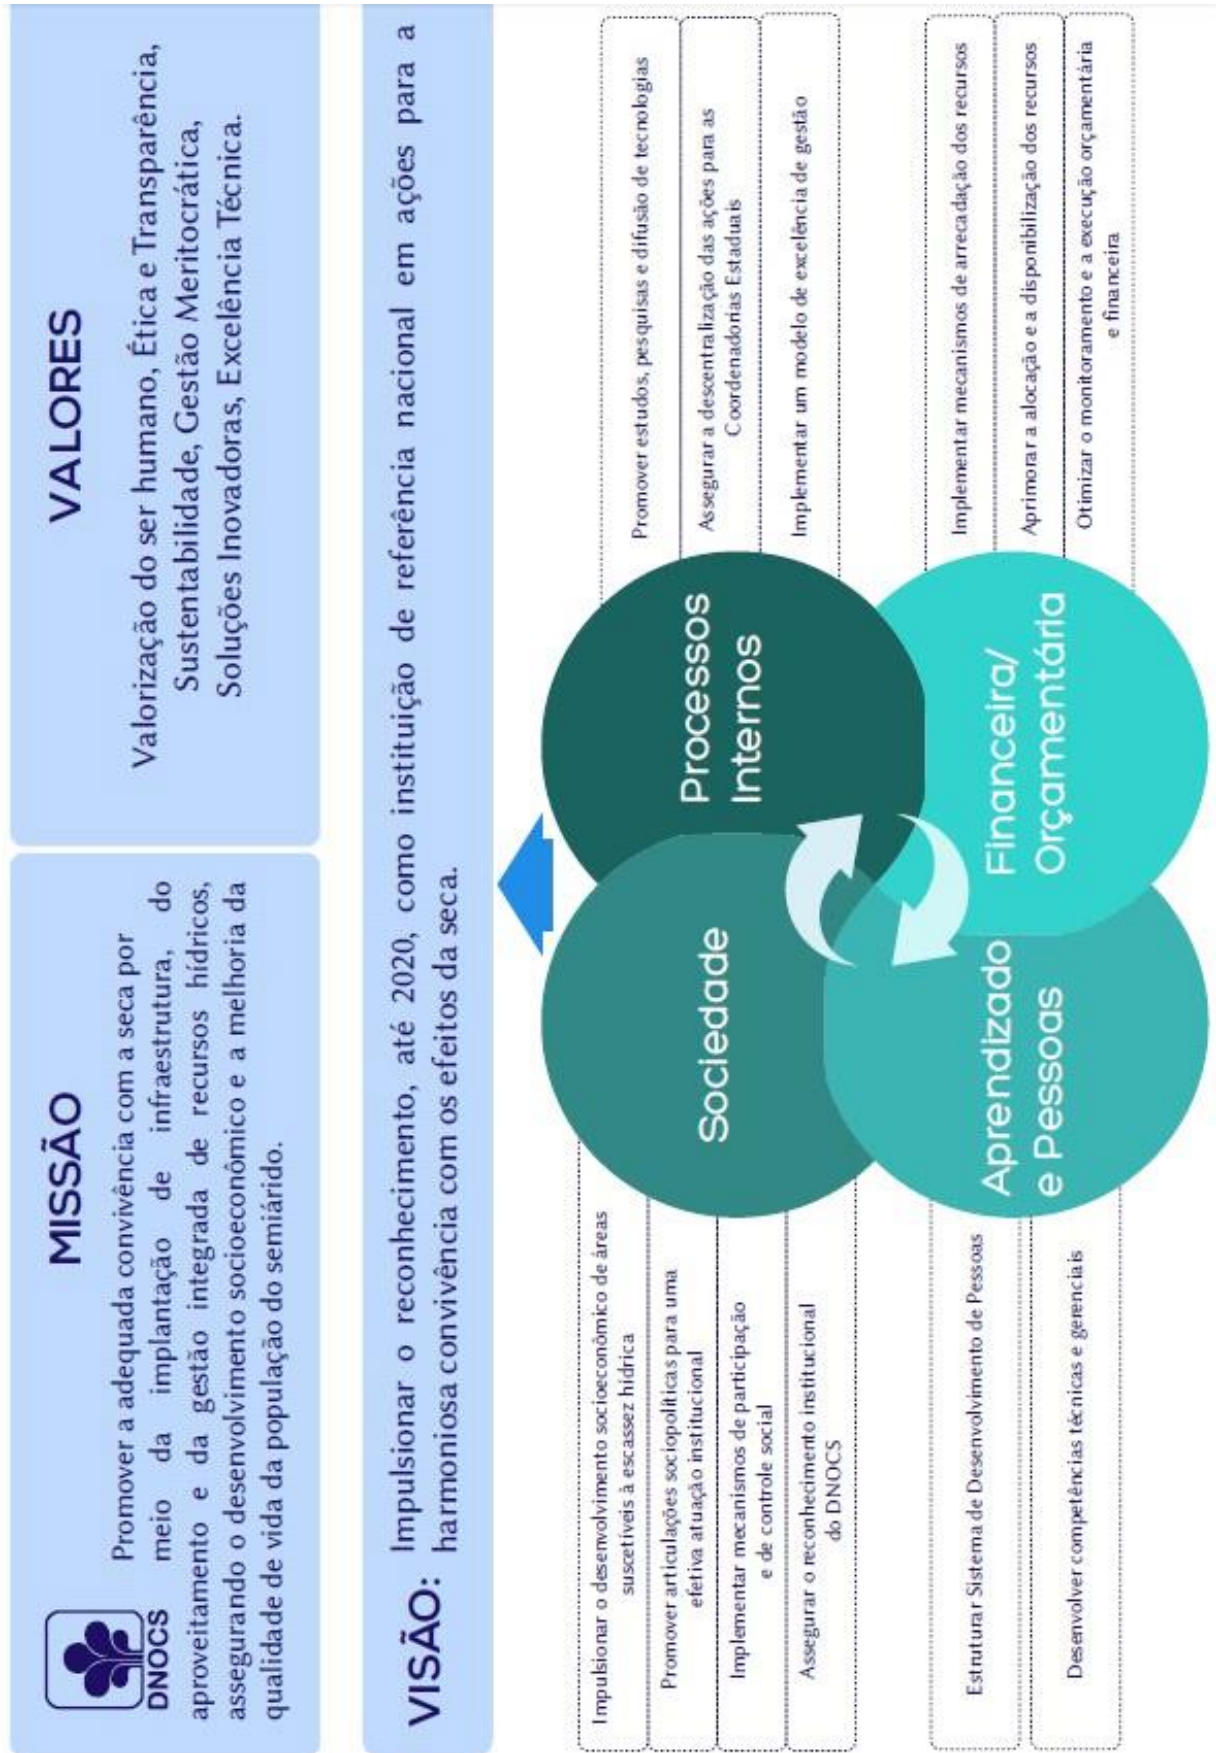 DNOCS
MISSÃO
Promover a adequada convivência com a seca por
meio da implantação de infraestrutura, do
aproveitamento e da gestão integrada de recursos hídricos,
assegurando o desenvolvimento socioeconômico e a melhoria da
qualidade de vida da população do semiárido.
VALORES
Valorização do ser humano, Ética e Transparência,
Sustentabilidade, Gestão Meritocrática,
Soluções Inovadoras, Excelência Técnica.
VISÃO: Impulsionar o reconhecimento, até 2020, como instituição de referência nacional em ações para a
harmoniosa convivência com os efeitos da seca.
Impulsionar o desenvolvimento socioeconômico de áreas
suscetíveis à escassez hídrica
Promover articulações sociopolíticas para uma
efetiva atuação institucional
Implementar mecanismos de participação
e de controle social
Assegurar o reconhecimento institucional
do DNOCS
Sociedade
Processos
Internos
Promover estudos, pesquisas e difusão de tecnologias
Assegurar a descentralização das ações para as
Coordenadorias Estaduais
Implementar um modelo de excelência de gestão
Estruturar Sistema de Desenvolvimento de Pessoas
Desenvolver competências técnicas e gerenciais
Aprendizado
e Pessoas
Financeira/
Orçamentária
Implementar mecanismos de arrecadação dos recursos
Aprimorar a alocação e a disponibilização dos recursos
Otimizar o monitoramento e a execução orçamentária
e financeira